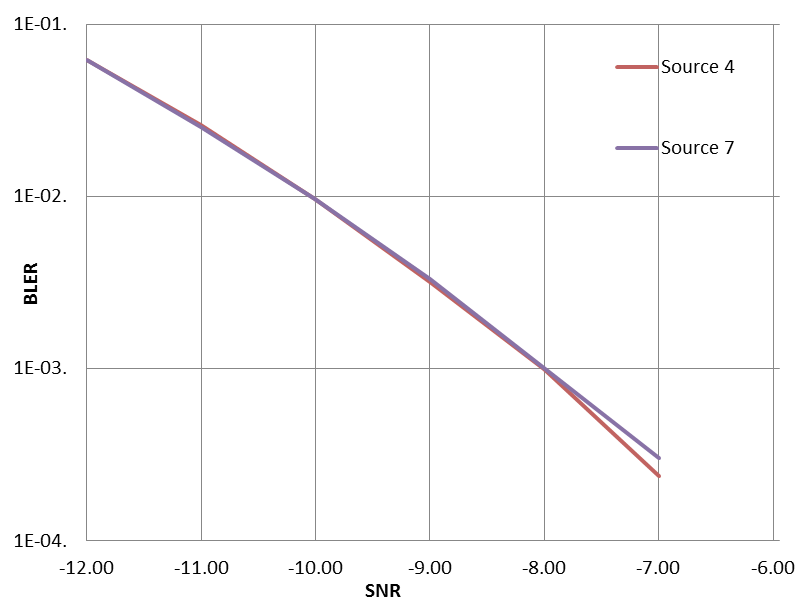 1E-01.
Source 4
Source 7
1E-02.
BLER
1E-03.
1E-04.
-12.00 -11.00 -10.00 -9.00 -8.00 -7.00 -6.00
SNR